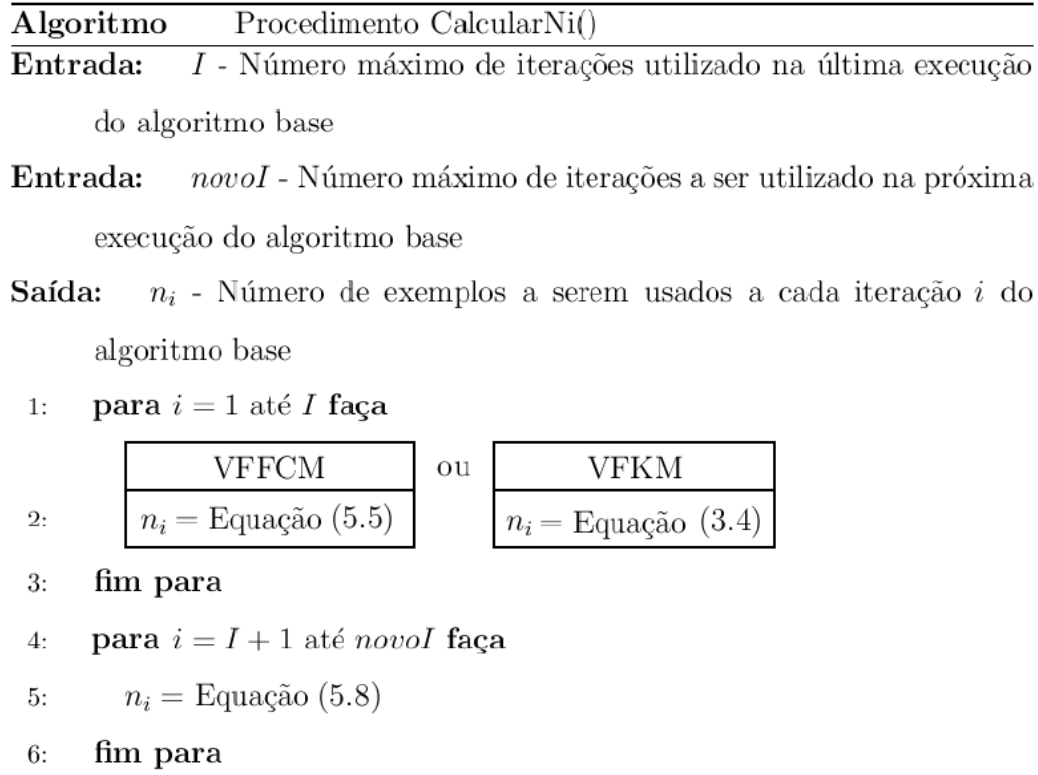 Algoritmo Procedimento CalcularNi()
Entrada: I - Número máximo de iterações utilizado na última execução
do algoritmo base
Entrada: novoI - Número máximo de iterações a ser utilizado na próxima
execução do algoritmo base
Saída: n_i - Número de exemplos a serem usados a cada iteração i do
algoritmo base
1: para i = 1 até I faça
VFFCM ou VFKM
2: n_i = Equação (5.5) n_i = Equação (3.4)
3: fim para
4: para i = I + 1 até novoI faça
5: n_i = Equação (5.8)
6: fim para